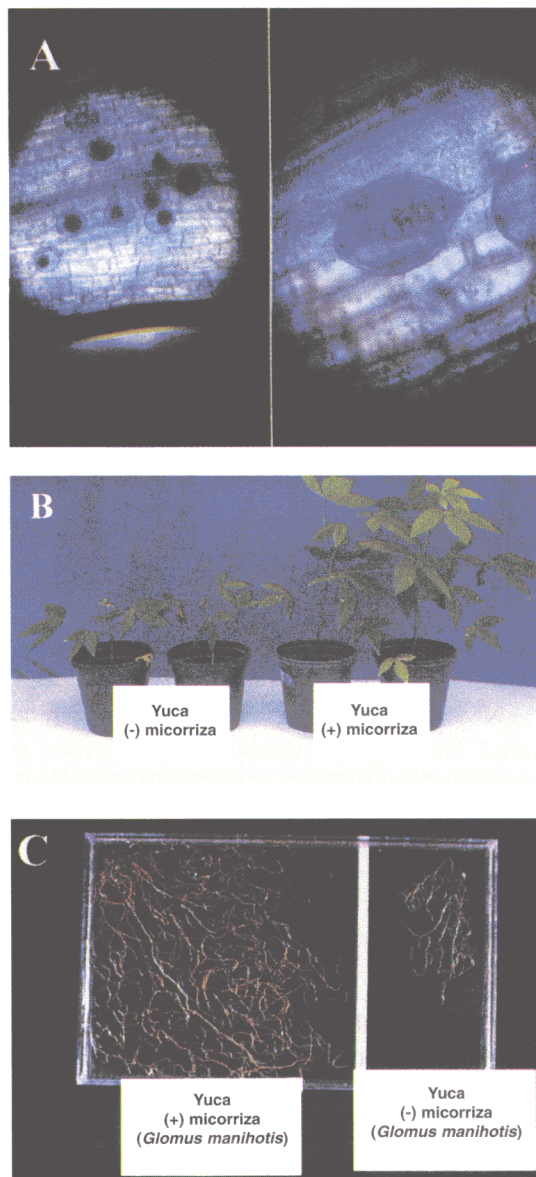 A
B
Yuca
(-) micorriza
Yuca
(+) micorriza
C
Yuca
(+) micorriza
(Glomus manihotis)
Yuca
(-) micorriza
(Glomus manihotis)